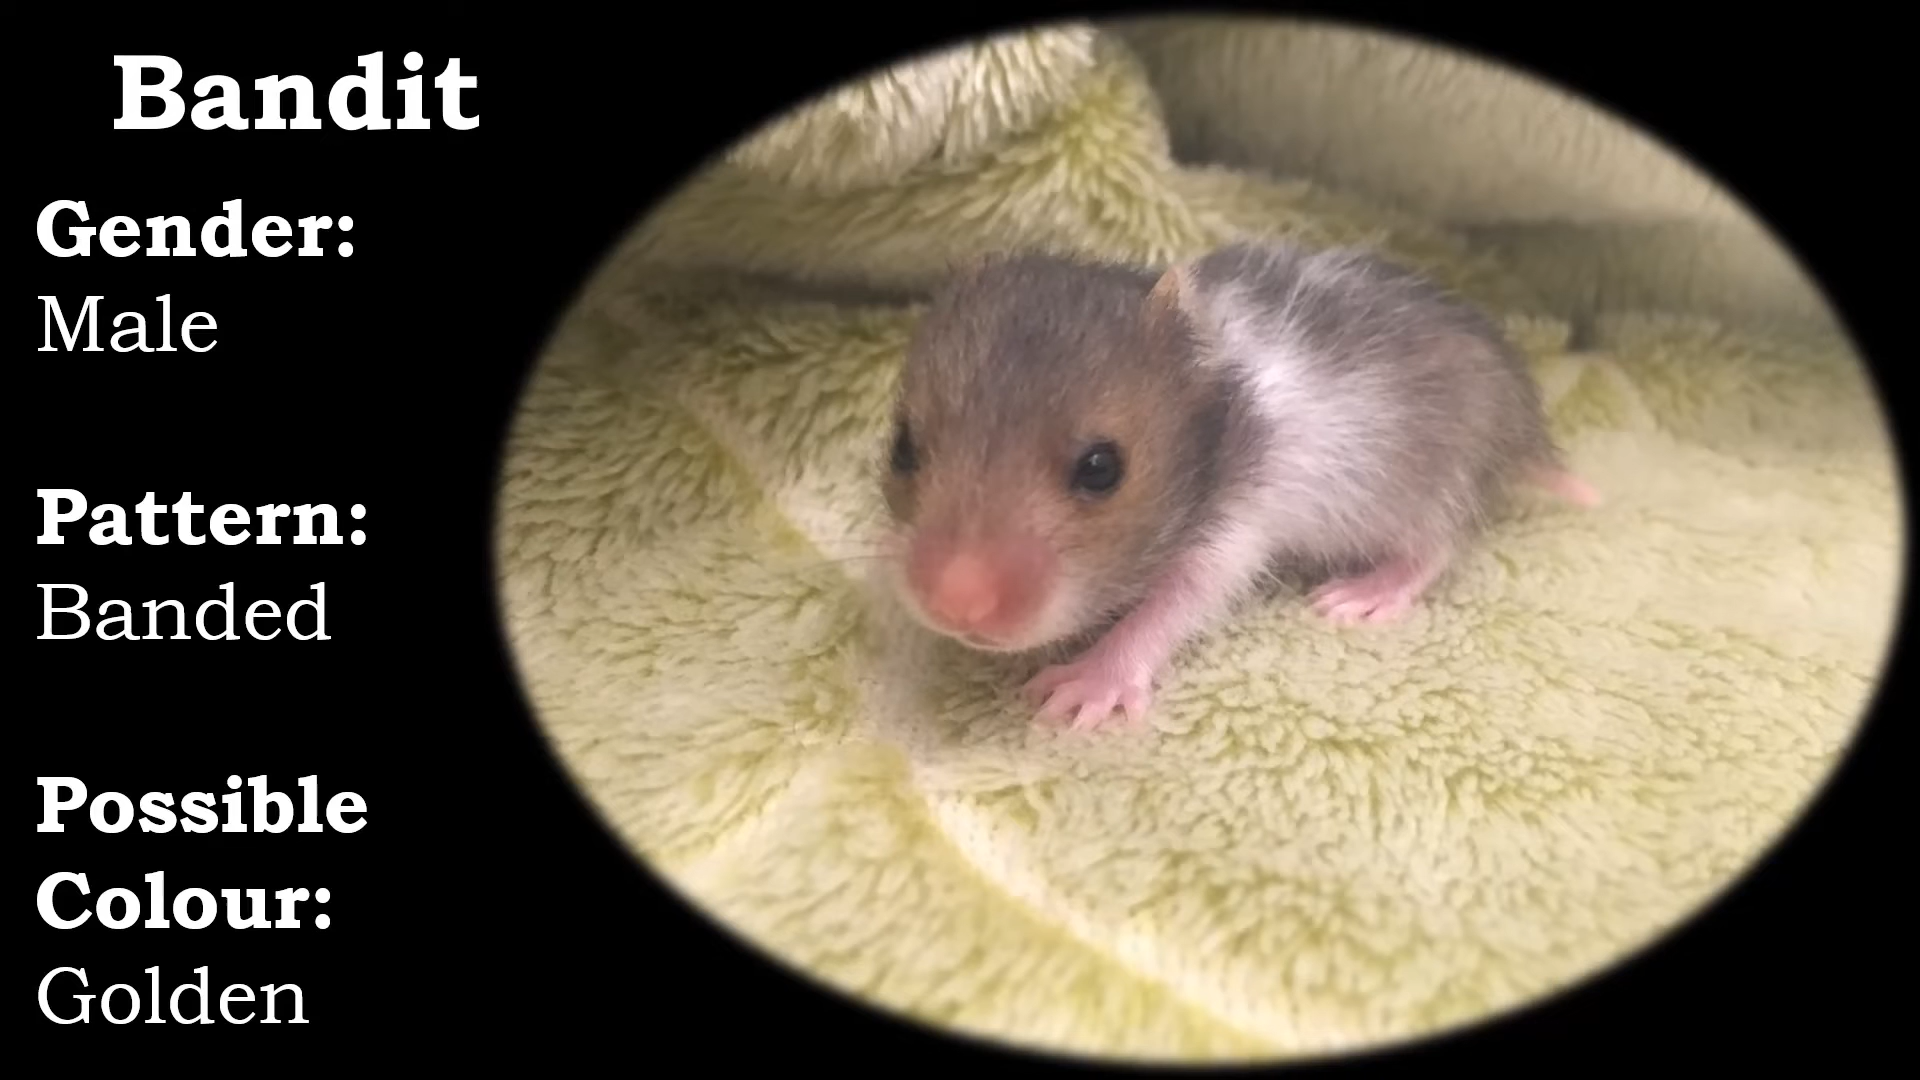 Bandit
Gender:
Male
Pattern:
Banded
Possible
Colour:
Golden